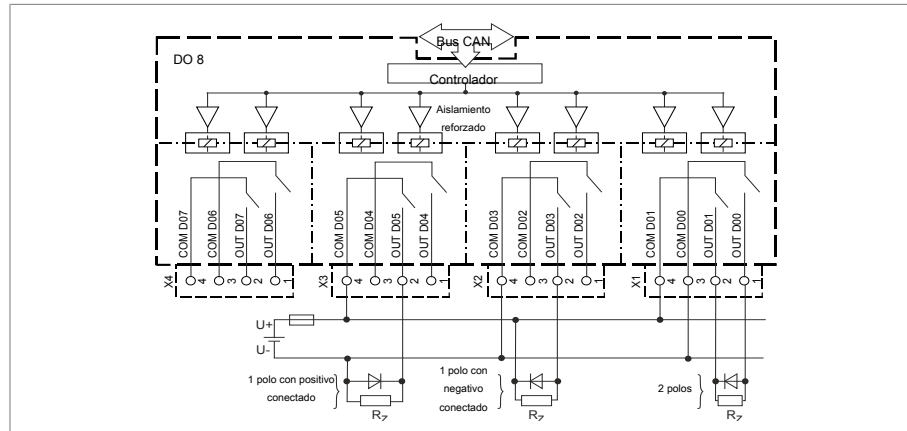 Bus CAN
DO 8
Controlador
Aislamiento
reforzado
COM D07
COM D06
OUT D07
OUT D06
COM D05
COM D04
OUT D05
OUT D04
COM D03
COM D02
OUT D03
OUT D02
COM D01
COM D00
OUT D01
OUT D00
X4
4
3
2
1
X3
4
3
2
1
X2
4
3
2
1
X1
4
3
2
1
U+
U-
1 polo con positivo
conectado
1 polo con
negativo
conectado
2 polos
RZ
RZ
RZ